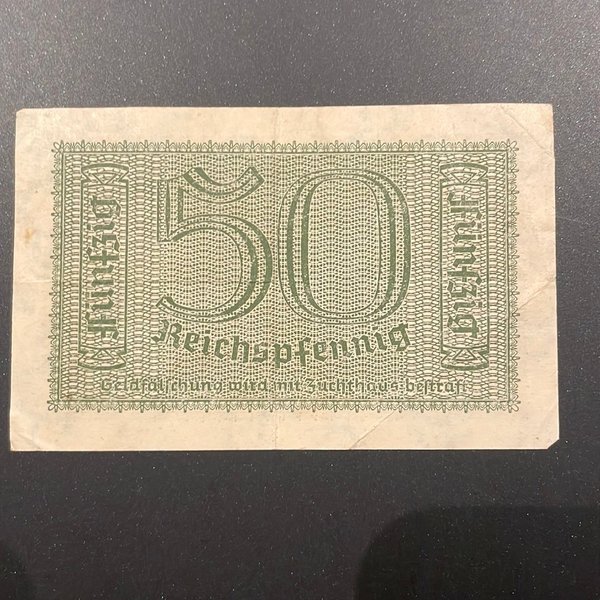 Fünfzig
50
Fünfzig
Reichspfennig
Geldfälschung wird mit Zuchthaus bestraft